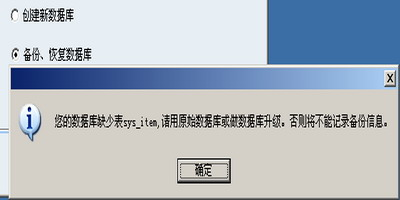 创建新数据库
备份、恢复数据库
您的数据库缺少表sys_item,请用原始数据库或做数据库升级。否则将不能记录备份信息。
确定